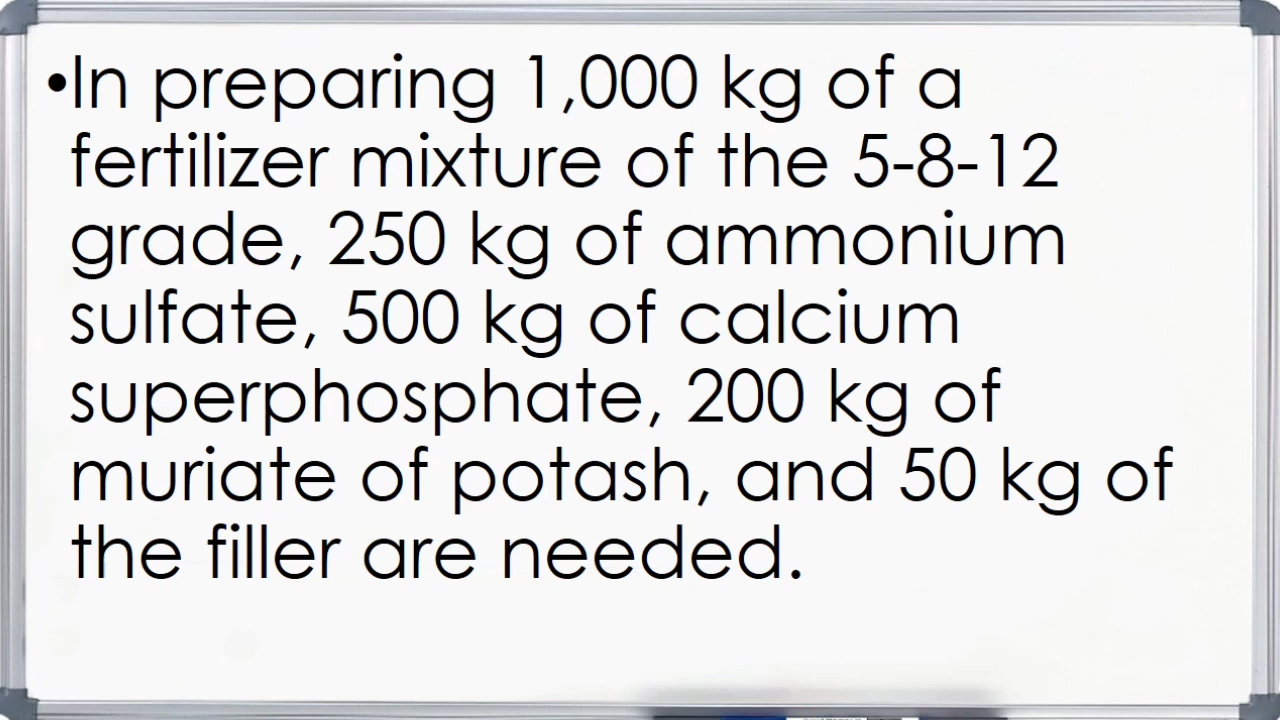 •In preparing 1,000 kg of a
fertilizer mixture of the 5-8-12
grade, 250 kg of ammonium
sulfate, 500 kg of calcium
superphosphate, 200 kg of
muriate of potash, and 50 kg of
the filler are needed.